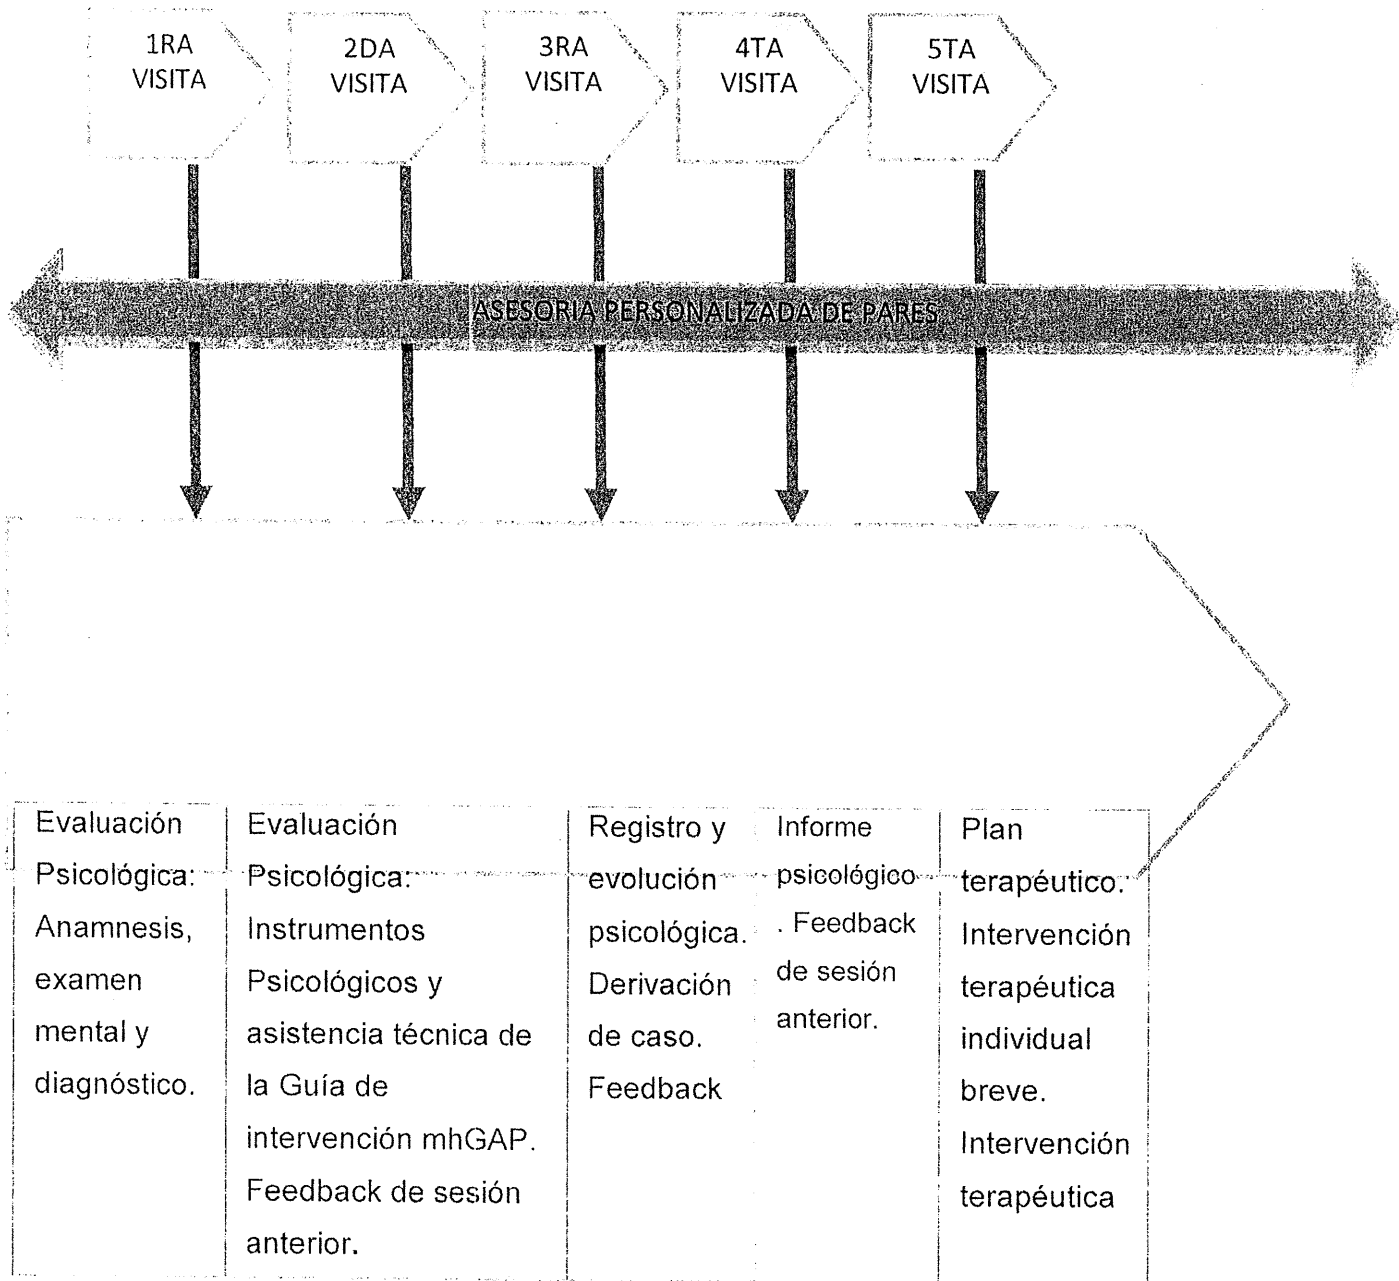 1RA
VISITA
2DA
VISITA
3RA
VISITA
4TA
VISITA
5TA
VISITA
ASESORIA PERSONALIZADA DE PARES
Evaluación
Psicológica:
Anamnesis,
examen
mental y
diagnóstico.
Evaluación
Psicológica:
Instrumentos
Psicológicos y
asistencia técnica de
la Guía de
intervención mhGAP.
Feedback de sesión
anterior.
Registro y
evolución
psicológica.
Derivación
de caso.
Feedback
Informe
psicológico
. Feedback
de sesión
anterior.
Plan
terapéutico.
Intervención
terapéutica
individual
breve.
Intervención
terapéutica